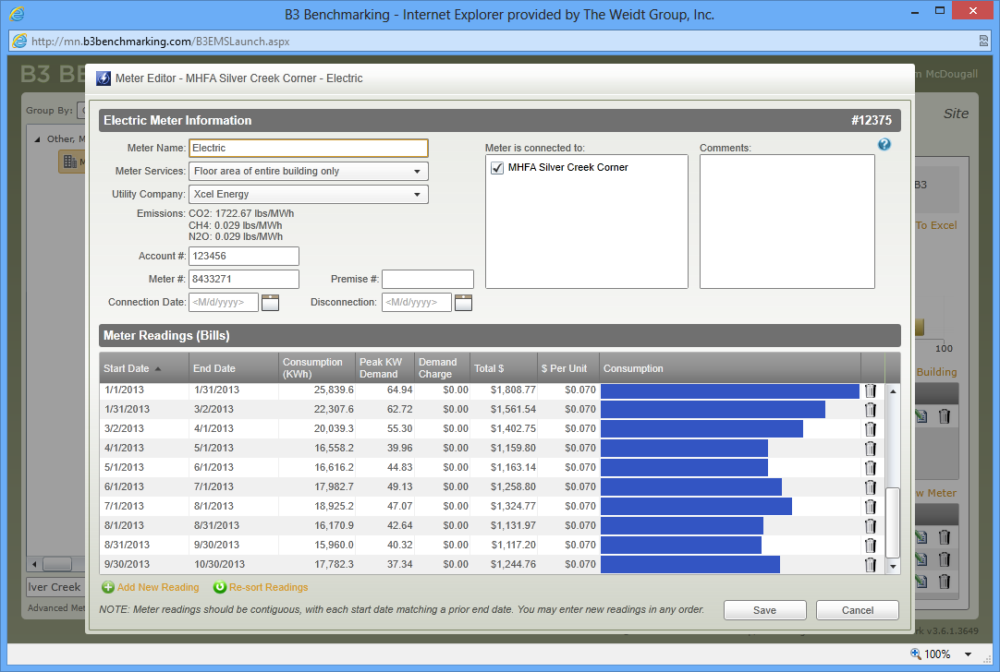 B3 Benchmarking - Internet Explorer provided by The Weidt Group, Inc.
http://mn.b3benchmarking.com/B3EMSLaunch.aspx
B3 BE
m McDougall
Meter Editor - MHFA Silver Creek Corner - Electric
Group By:
Site
Other, M
M
B3
To Excel
100
Building
w Meter
Electric Meter Information #12375
Meter Name: Electric
Meter Services: Floor area of entire building only
Utility Company: Xcel Energy
Emissions: CO2: 1722.67 lbs/MWh
CH4: 0.029 lbs/MWh
N2O: 0.029 lbs/MWh
Account #: 123456
Meter #: 8433271 Premise #:
Connection Date: <M/d/yyyy> Disconnection: <M/d/yyyy>
Meter is connected to:
MHFA Silver Creek Corner
Comments:
Meter Readings (Bills)
Start Date End Date Consumption (KWh) Peak KW Demand Demand Charge Total $ $ Per Unit Consumption
1/1/2013 1/31/2013 25,839.6 64.94 $0.00 $1,808.77 $0.070
1/31/2013 3/2/2013 22,307.6 62.72 $0.00 $1,561.54 $0.070
3/2/2013 4/1/2013 20,039.3 55.30 $0.00 $1,402.75 $0.070
4/1/2013 5/1/2013 16,558.2 39.96 $0.00 $1,159.80 $0.070
5/1/2013 6/1/2013 16,616.2 44.83 $0.00 $1,163.14 $0.070
6/1/2013 7/1/2013 17,982.7 49.13 $0.00 $1,258.80 $0.070
7/1/2013 8/1/2013 18,925.2 47.07 $0.00 $1,324.77 $0.070
8/1/2013 8/31/2013 16,170.9 42.64 $0.00 $1,131.97 $0.070
8/31/2013 9/30/2013 15,960.0 40.32 $0.00 $1,117.20 $0.070
9/30/2013 10/30/2013 17,782.3 37.34 $0.00 $1,244.76 $0.070
Add New Reading Re-sort Readings
NOTE: Meter readings should be contiguous, with each start date matching a prior end date. You may enter new readings in any order.
Save Cancel
lver Creek
Advanced Met
rk v3.6.1.3649
100%